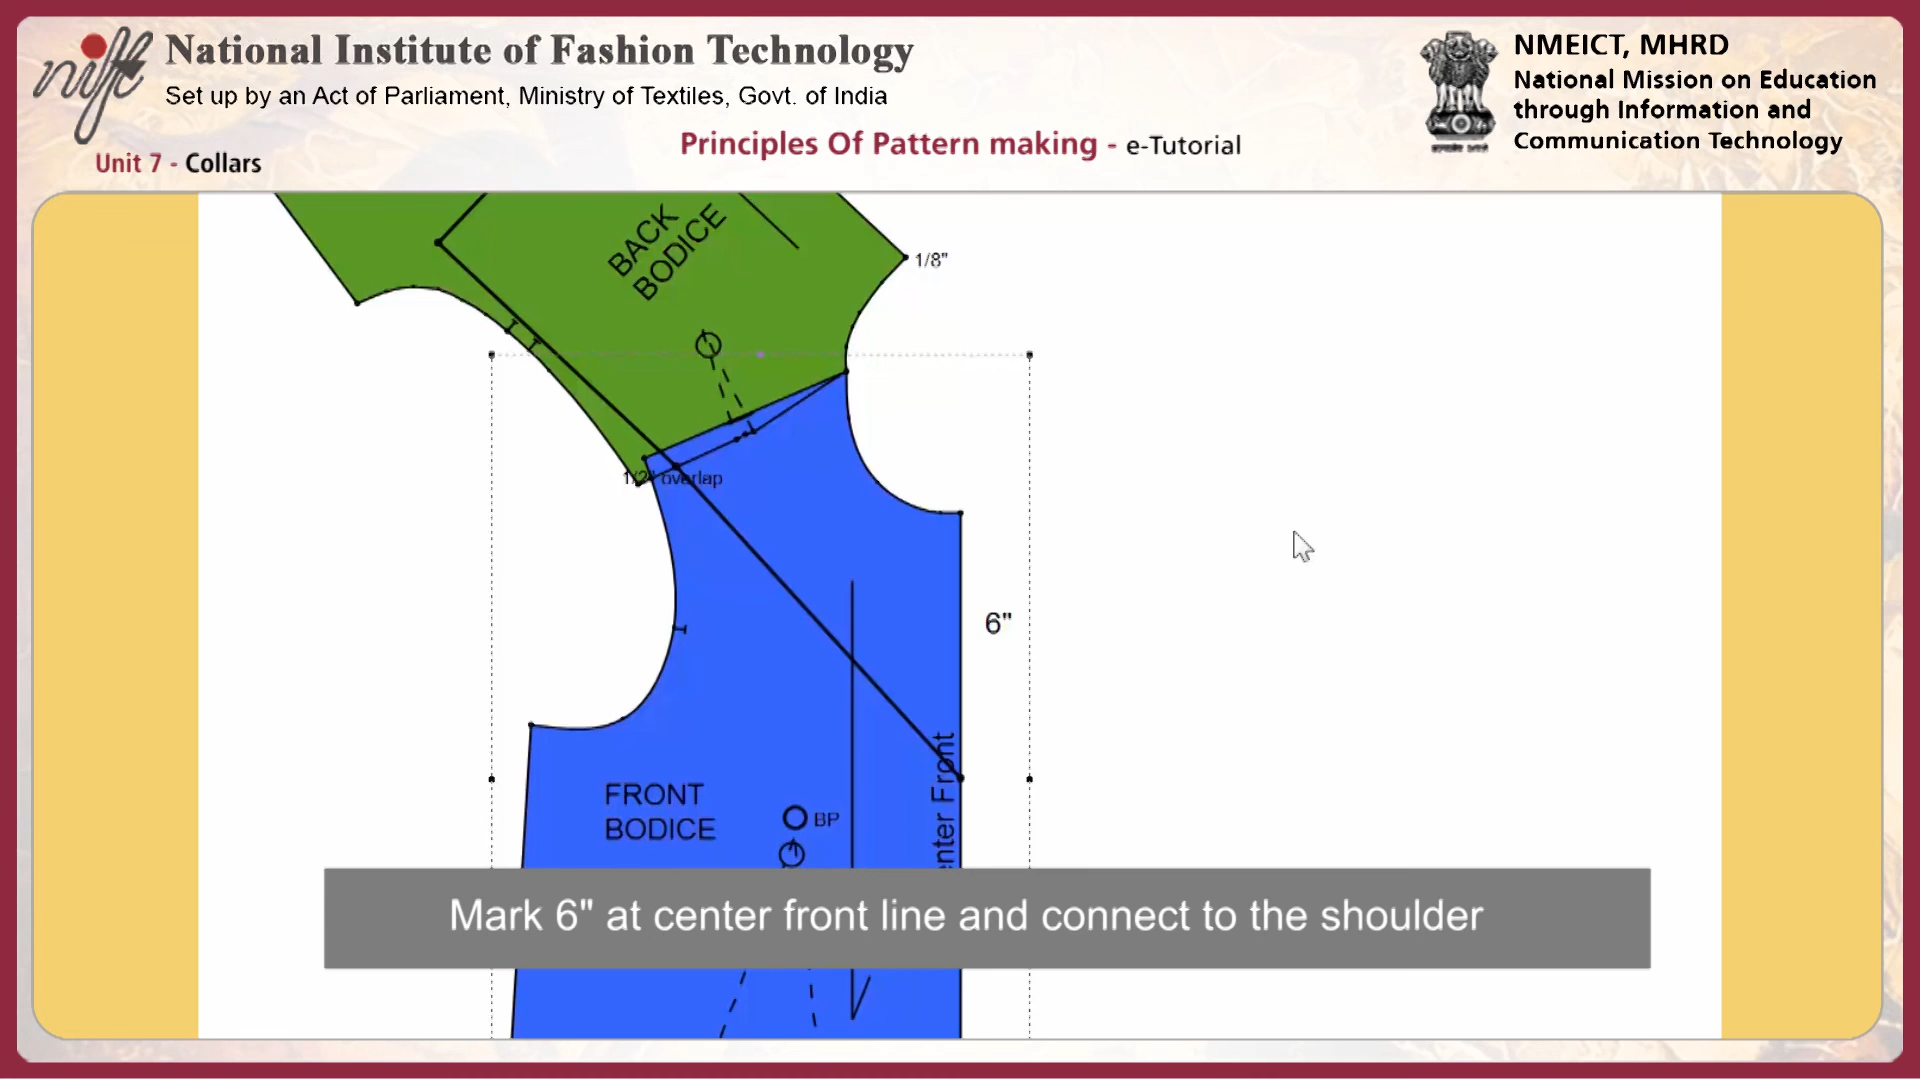 nift
National Institute of Fashion Technology
Set up by an Act of Parliament, Ministry of Textiles, Govt. of India
NMEICT, MHRD
National Mission on Education
through Information and
Communication Technology
Principles Of Pattern making - e-Tutorial
Unit 7 - Collars
BACK
BODICE
1/8"
1/2" overlap
6"
FRONT
BODICE
BP
enter Front
Mark 6" at center front line and connect to the shoulder